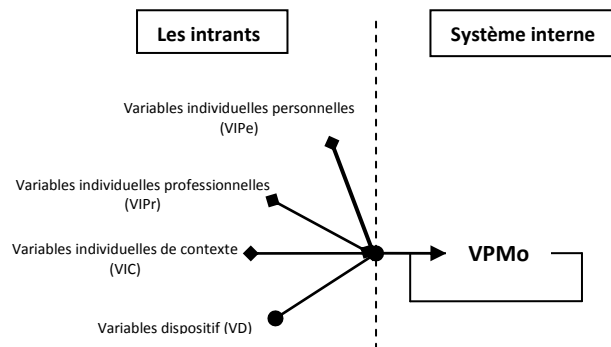 Les intrants
Système interne
Variables individuelles personnelles
(VIPe)
Variables individuelles professionnelles
(VIPr)
Variables individuelles de contexte
(VIC)
VPMo
Variables dispositif (VD)